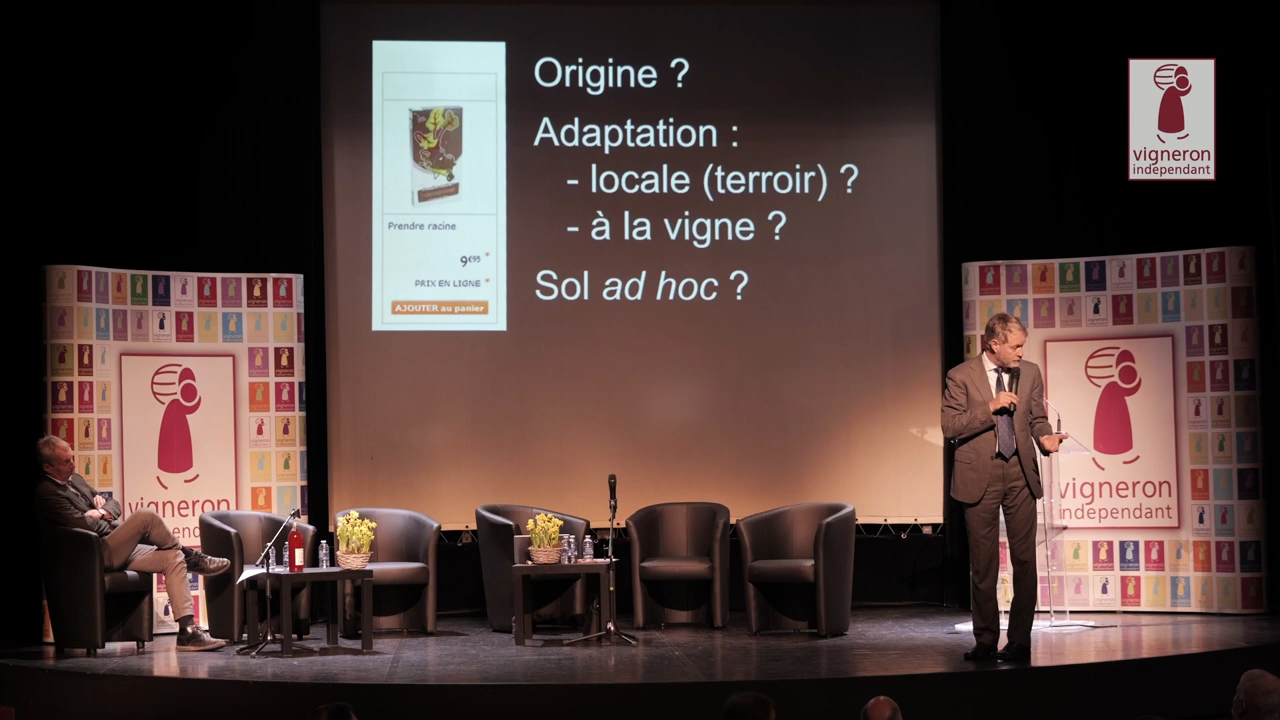 Origine ?
Adaptation :
- locale (terroir) ?
- à la vigne ?
Sol ad hoc ?
Prendre racine
9€95 *
PRIX EN LIGNE *
AJOUTER au panier
vigneron
indépendant
vigneron
vigneron
indépendant